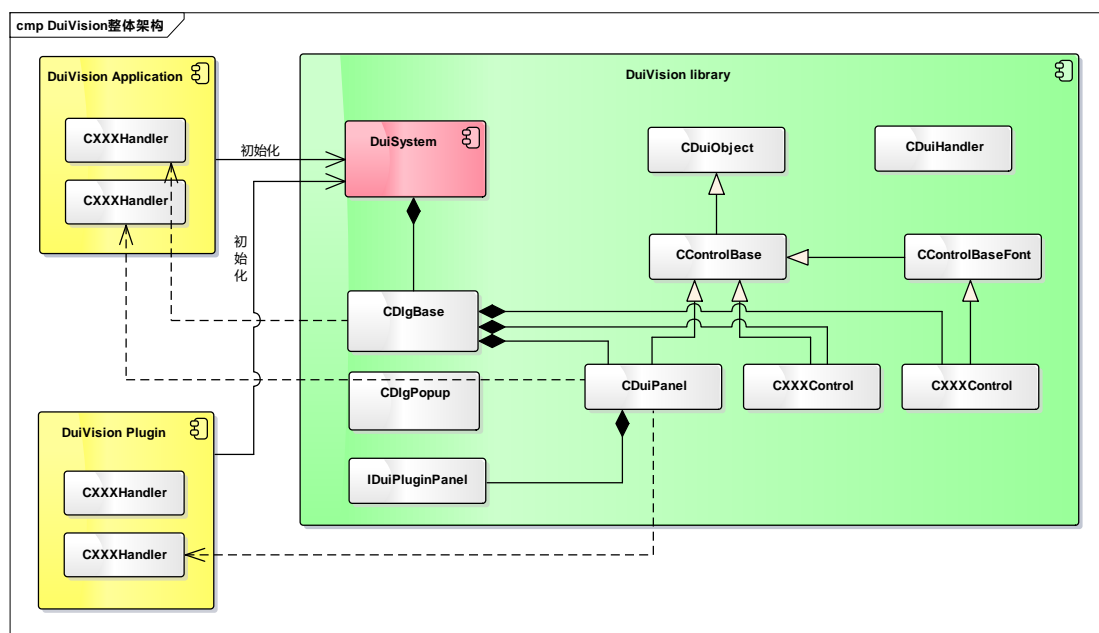 cmp DuiVision整体架构
DuiVision Application
CXXXHandler
CXXXHandler
初始化
初
始
化
DuiVision library
DuiSystem
CDuiObject
CDuiHandler
CControlBase
CControlBaseFont
CDlgBase
CDlgPopup
CDuiPanel
CXXXControl
CXXXControl
IDuiPluginPanel
DuiVision Plugin
CXXXHandler
CXXXHandler